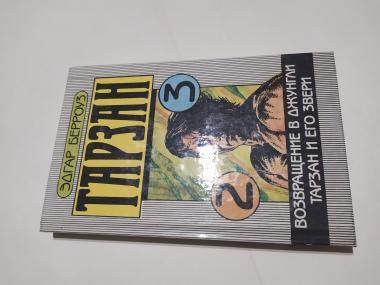 ЭДГАР БЕРРОУЗ
ТАРЗАН
3
2
ВОЗВРАЩЕНИЕ В ДЖУНГЛИ
ТАРЗАН И ЕГО ЗВЕРИ